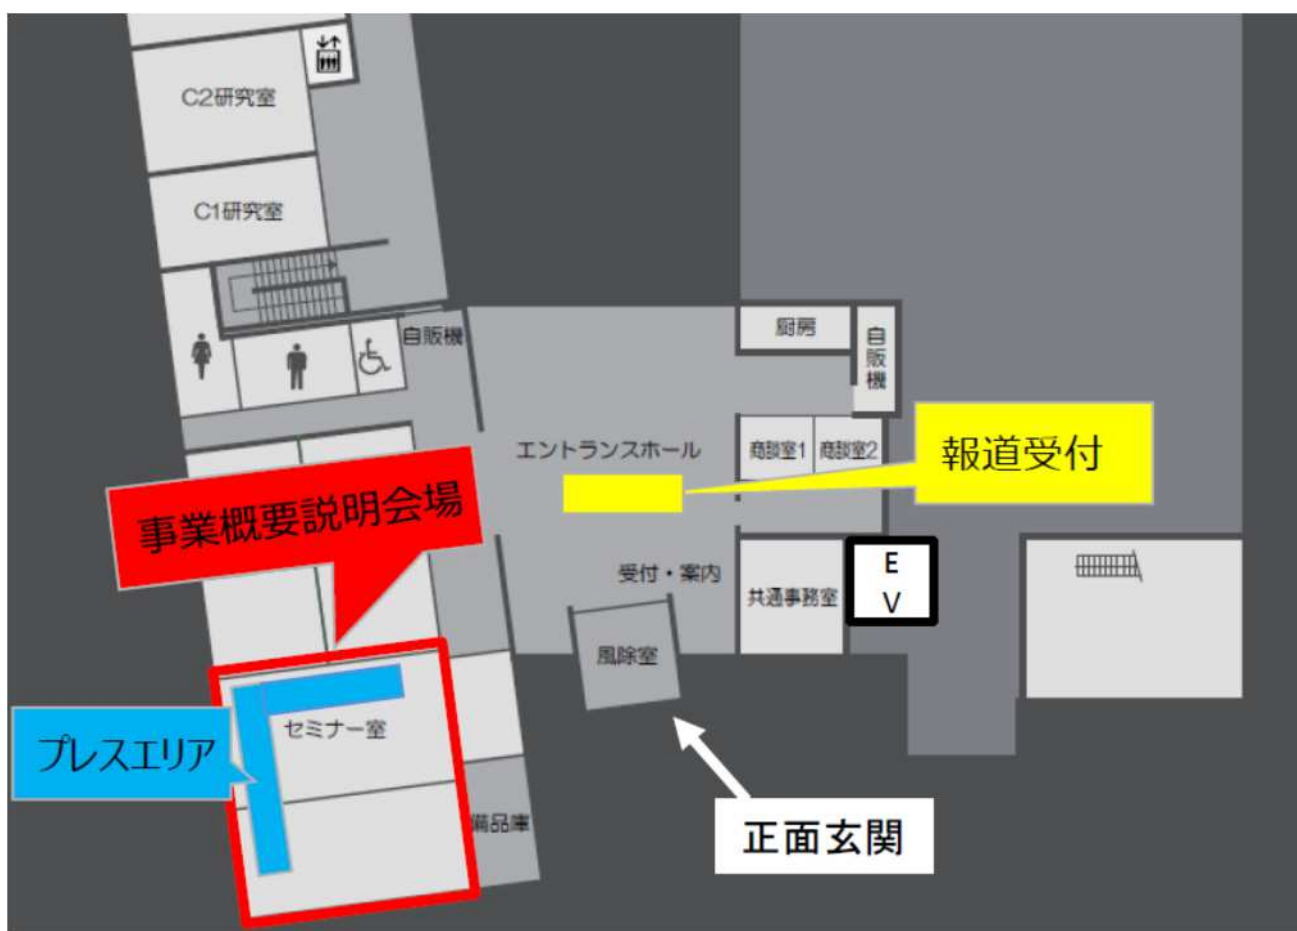 C2研究室
C1研究室
自販機
厨房
自
販
機
エントランスホール
商談室1
商談室2
報道受付
事業概要説明会場
受付・案内
共通事務室
E
V
風除室
プレスエリア
セミナー室
備品庫
正面玄関